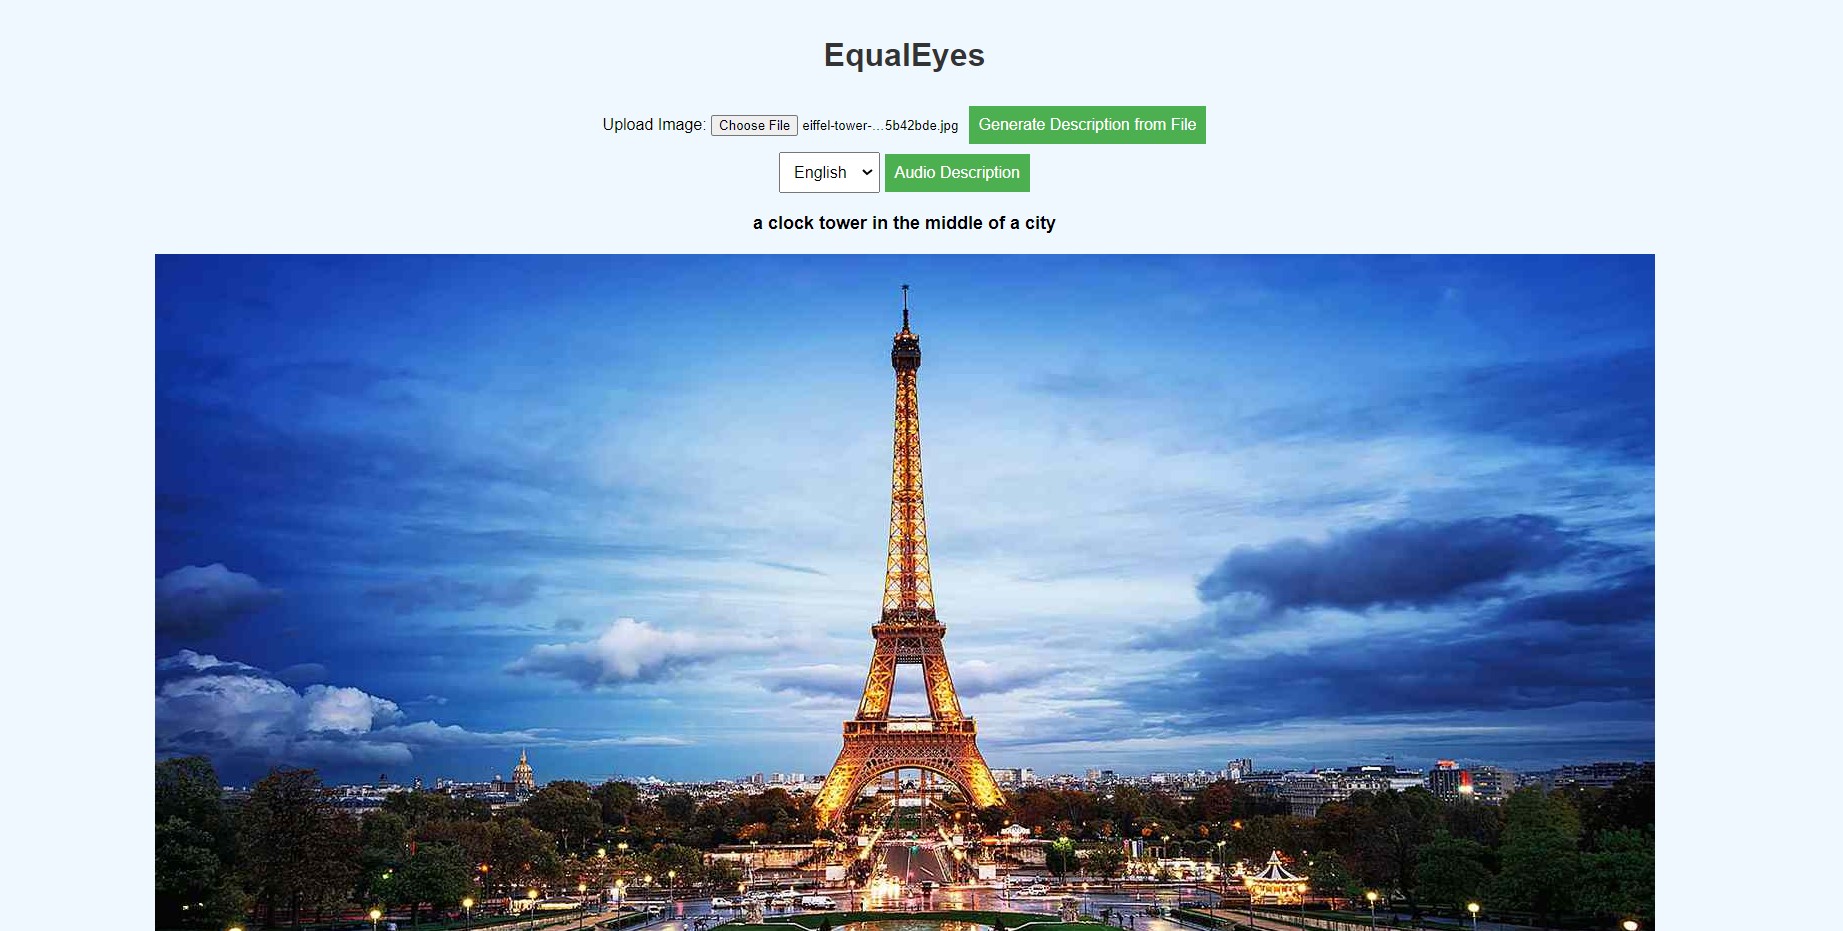 EqualEyes
Upload Image: Choose File eiffel-tower-...5b42bde.jpg Generate Description from File
English Audio Description
a clock tower in the middle of a city